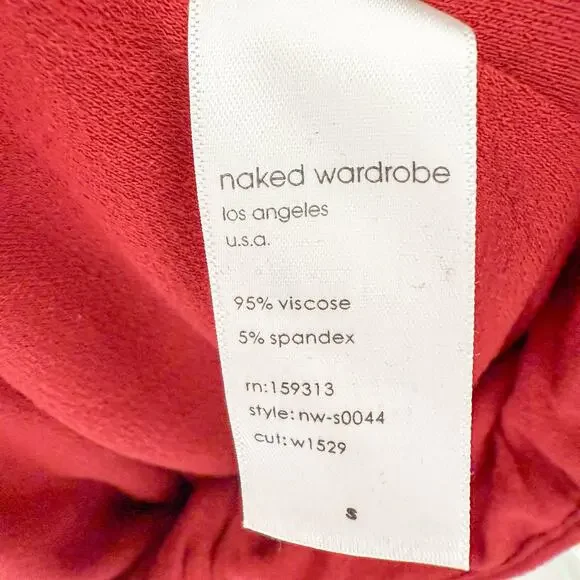 naked wardrobe
los angeles
u.s.a.
95% viscose
5% spandex
rn:159313
style:nw-s0044
cut:w1529
s